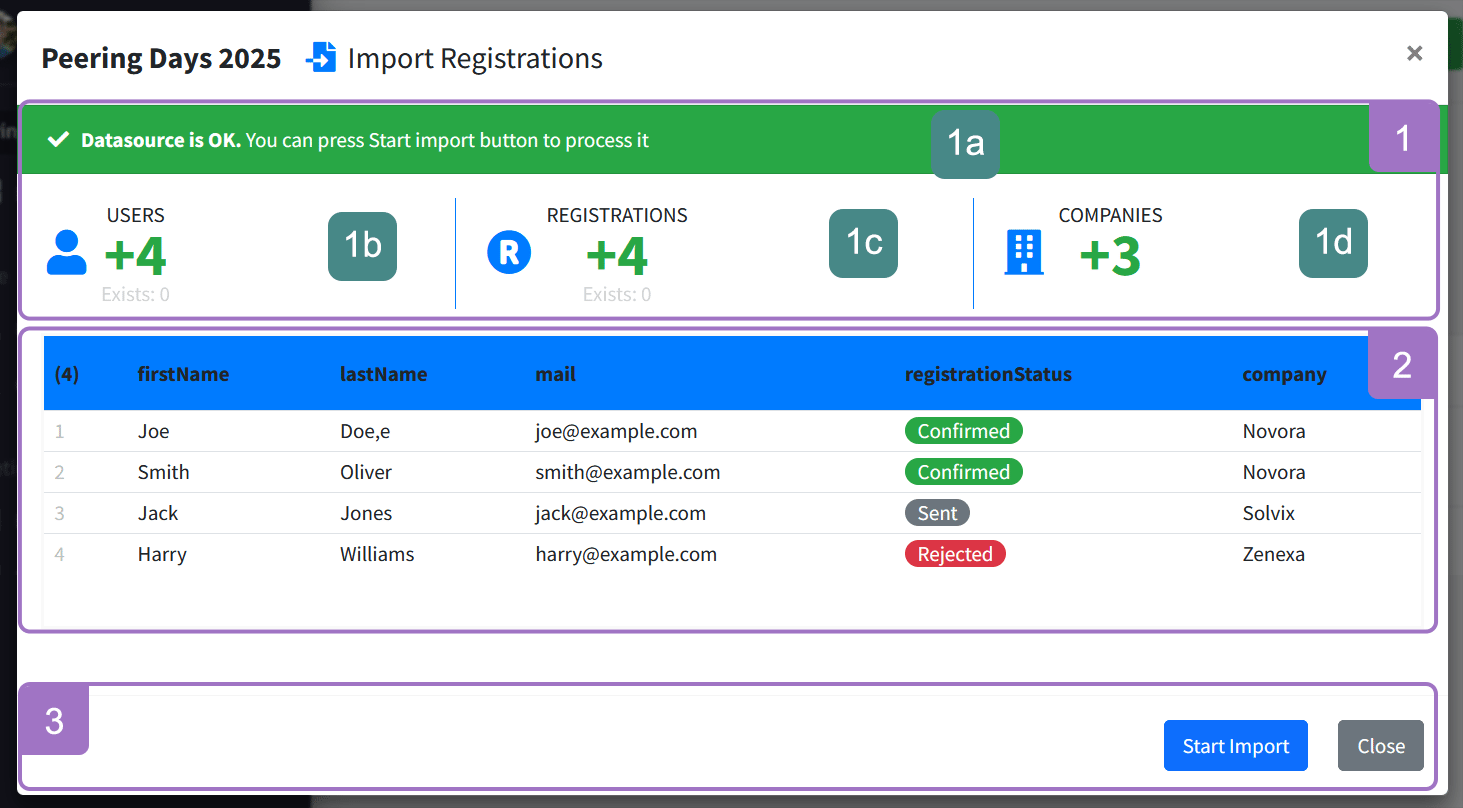 Peering Days 2025 Import Registrations ×
Datasource is OK. You can press Start import button to process it 1a 1
USERS
+4
Exists: 0
1b
R
REGISTRATIONS
+4
Exists: 0
1c
COMPANIES
+3
1d
2
(4) firstName lastName mail registrationStatus company
1 Joe Doe,e joe@example.com Confirmed Novora
2 Smith Oliver smith@example.com Confirmed Novora
3 Jack Jones jack@example.com Sent Solvix
4 Harry Williams harry@example.com Rejected Zenexa
3
Start Import Close